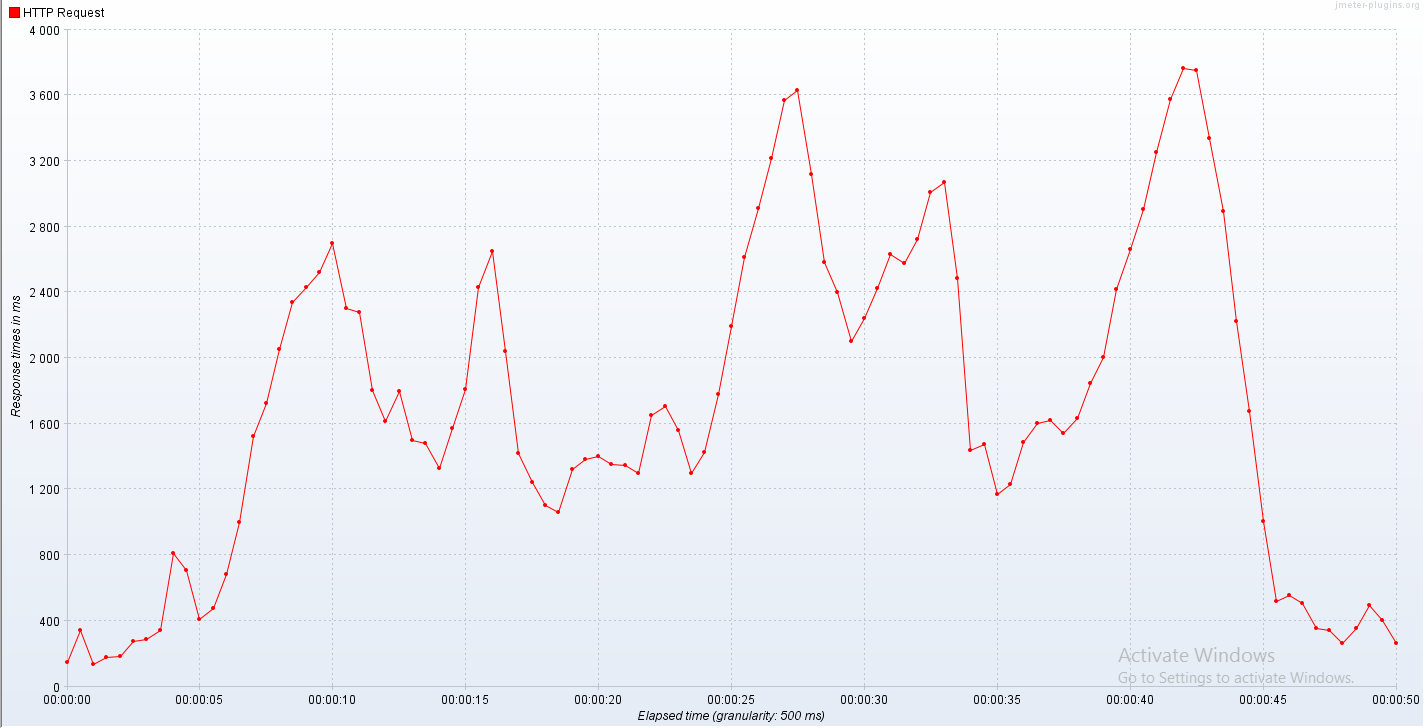 HTTP Request
jmeter-plugins.org
4 000
3 600
3 200
2 800
2 400
2 000
1 600
1 200
800
400
0
Response times in ms
00:00:00 00:00:05 00:00:10 00:00:15 00:00:20 00:00:25 00:00:30 00:00:35 00:00:40 00:00:45 00:00:50
Elapsed time (granularity: 500 ms)
Activate Windows
Go to Settings to activate Windows.